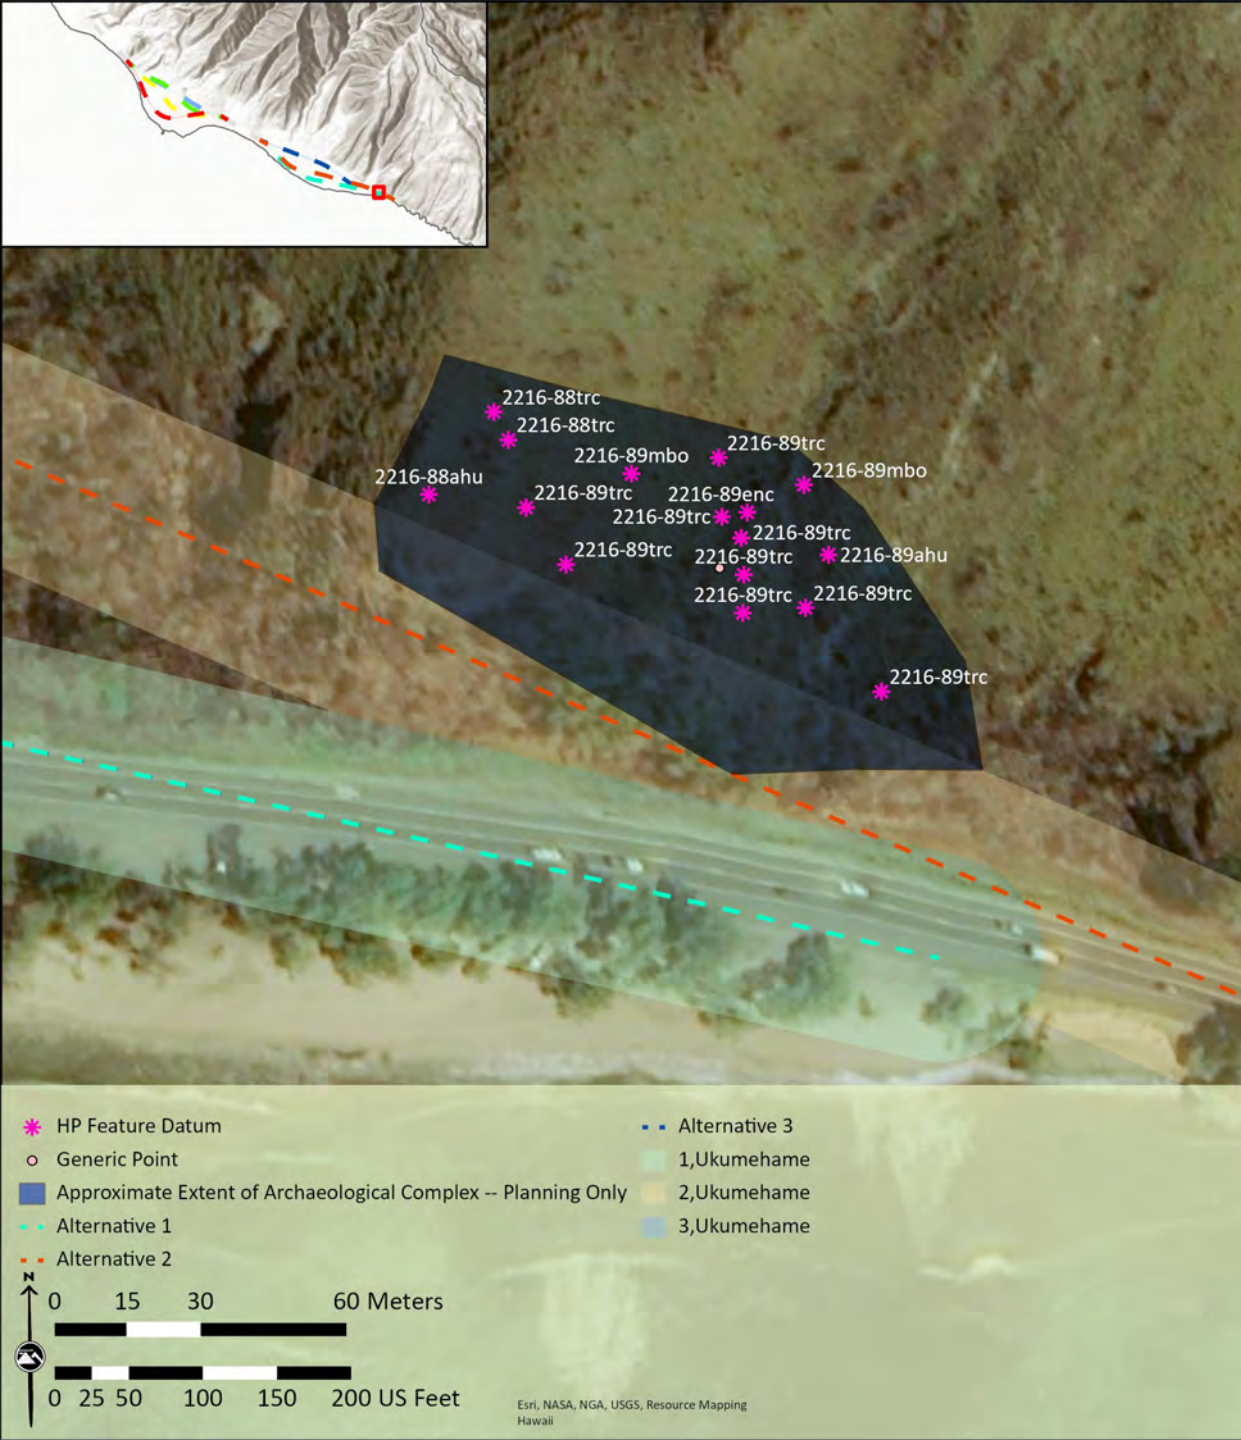 2216-88trc
2216-88trc
2216-89trc
2216-89mbo
2216-89mbo
2216-88ahu
2216-89enc
2216-89trc
2216-89trc
2216-89trc
2216-89trc
2216-89trc
2216-89ahu
2216-89trc
2216-89trc
2216-89trc
HP Feature Datum
Generic Point
Approximate Extent of Archaeological Complex -- Planning Only
Alternative 1
Alternative 2
Alternative 3
1,Ukumehame
2,Ukumehame
3,Ukumehame
N
0 15 30 60 Meters
0 25 50 100 150 200 US Feet
Esri, NASA, NGA, USGS, Resource Mapping
Hawaii